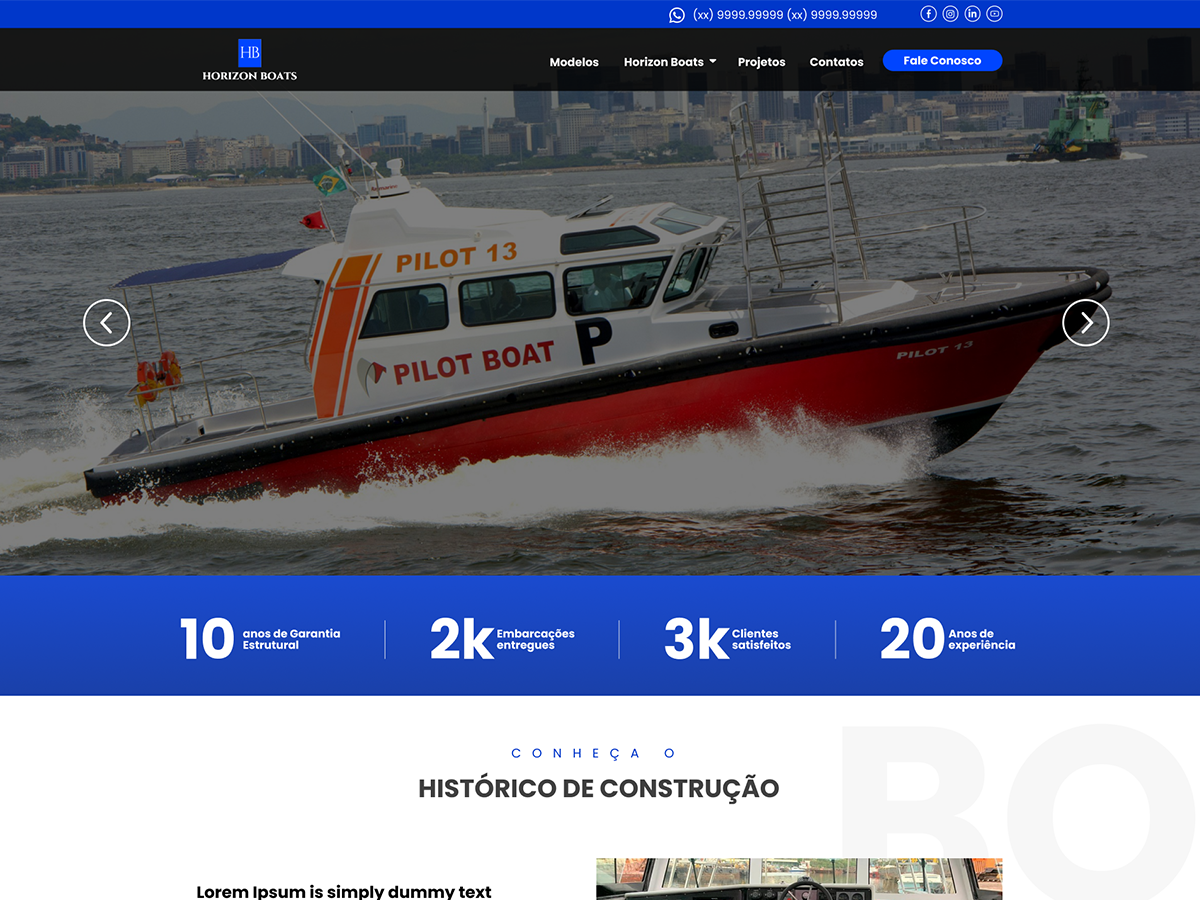 (xx) 9999.99999 (xx) 9999.99999
HB
HORIZON BOATS
Modelos
Horizon Boats
Projetos
Contatos
Fale Conosco
PILOT 13
PILOT BOAT
P
PILOT 13
10 anos de Garantia
Estrutural
2k Embarcações
entregues
3k Clientes
satisfeitos
20 Anos de
experiência
CONHEÇA O
HISTÓRICO DE CONSTRUÇÃO
BO
Lorem Ipsum is simply dummy text